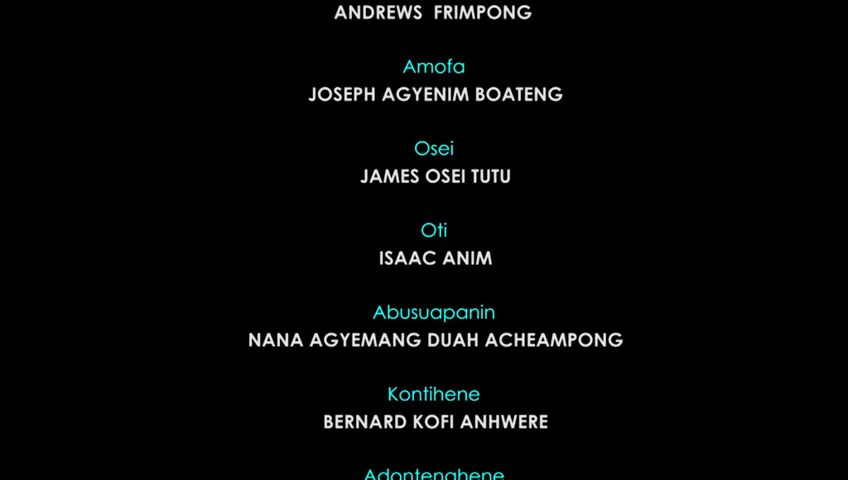 ANDREWS FRIMPONG
Amofa
JOSEPH AGYENIM BOATENG
Osei
JAMES OSEI TUTU
Oti
ISAAC ANIM
Abusuapanin
NANA AGYEMANG DUAH ACHEAMPONG
Kontihene
BERNARD KOFI ANHWERE
Adontenghene